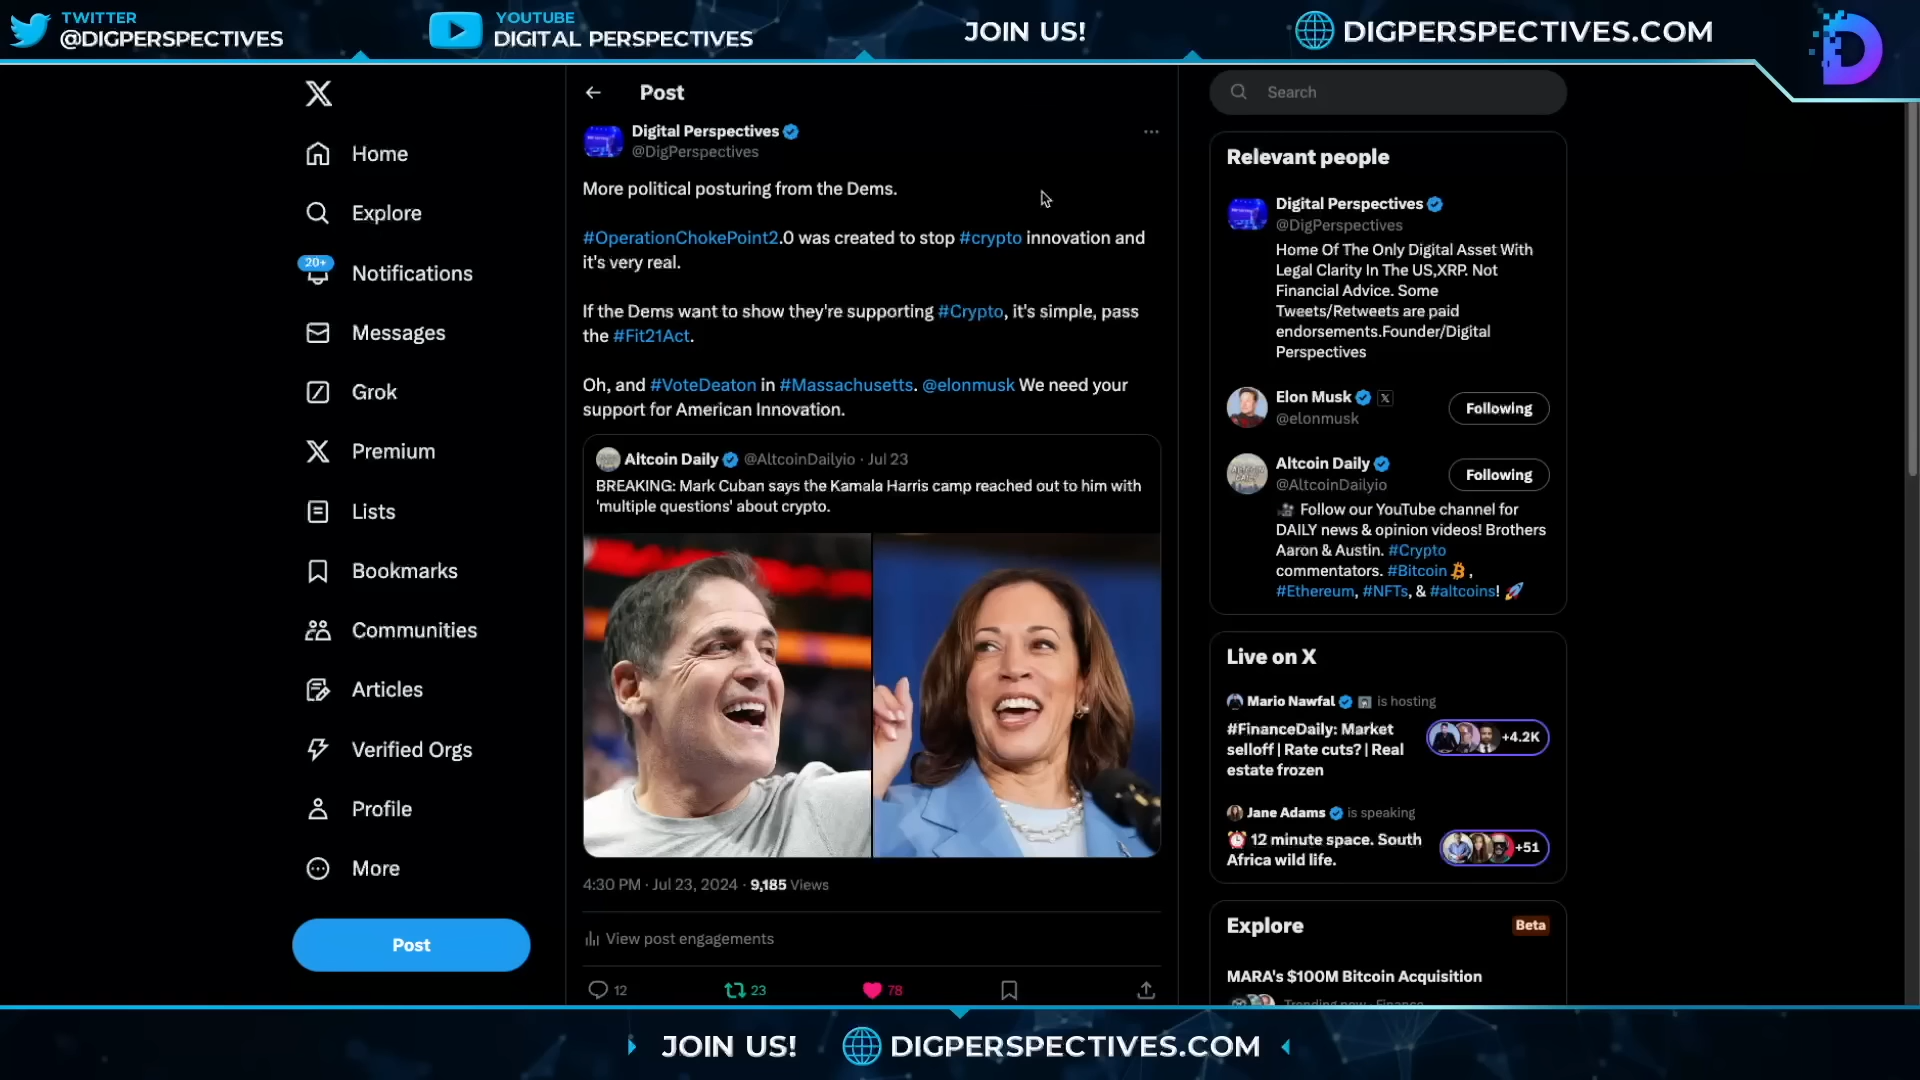 TWITTER
@DIGPERSPECTIVES
YOUTUBE
DIGITAL PERSPECTIVES
JOIN US!
DIGPERSPECTIVES.COM
Home
Explore
20+
Notifications
Messages
Grok
Premium
Lists
Bookmarks
Communities
Articles
Verified Orgs
Profile
More
Post
Post
Digital Perspectives
@DigPerspectives
More political posturing from the Dems.
#OperationChokePoint2.0 was created to stop #crypto innovation and
it's very real.
If the Dems want to show they're supporting #Crypto, it's simple, pass
the #Fit21Act.
Oh, and #VoteDeaton in #Massachusetts. @elonmusk We need your
support for American Innovation.
Altcoin Daily @AltcoinDailyio · Jul 23
BREAKING: Mark Cuban says the Kamala Harris camp reached out to him with
'multiple questions' about crypto.
4:30 PM · Jul 23, 2024 · 9,185 Views
View post engagements
12
23
78
Search
Relevant people
Digital Perspectives
@DigPerspectives
Home Of The Only Digital Asset With
Legal Clarity In The US,XRP. Not
Financial Advice. Some
Tweets/Retweets are paid
endorsements.Founder/Digital
Perspectives
Elon Musk
@elonmusk
Following
Altcoin Daily
@AltcoinDailyio
Following
Follow our YouTube channel for
DAILY news & opinion videos! Brothers
Aaron & Austin. #Crypto
commentators. #Bitcoin ,
#Ethereum, #NFTs, & #altcoins!
Live on X
Mario Nawfal is hosting
#FinanceDaily: Market
selloff | Rate cuts? | Real
estate frozen
+4.2K
Jane Adams is speaking
12 minute space. South
Africa wild life.
+51
Explore
Beta
MARA's $100M Bitcoin Acquisition
Trending now · Finance
JOIN US!
DIGPERSPECTIVES.COM